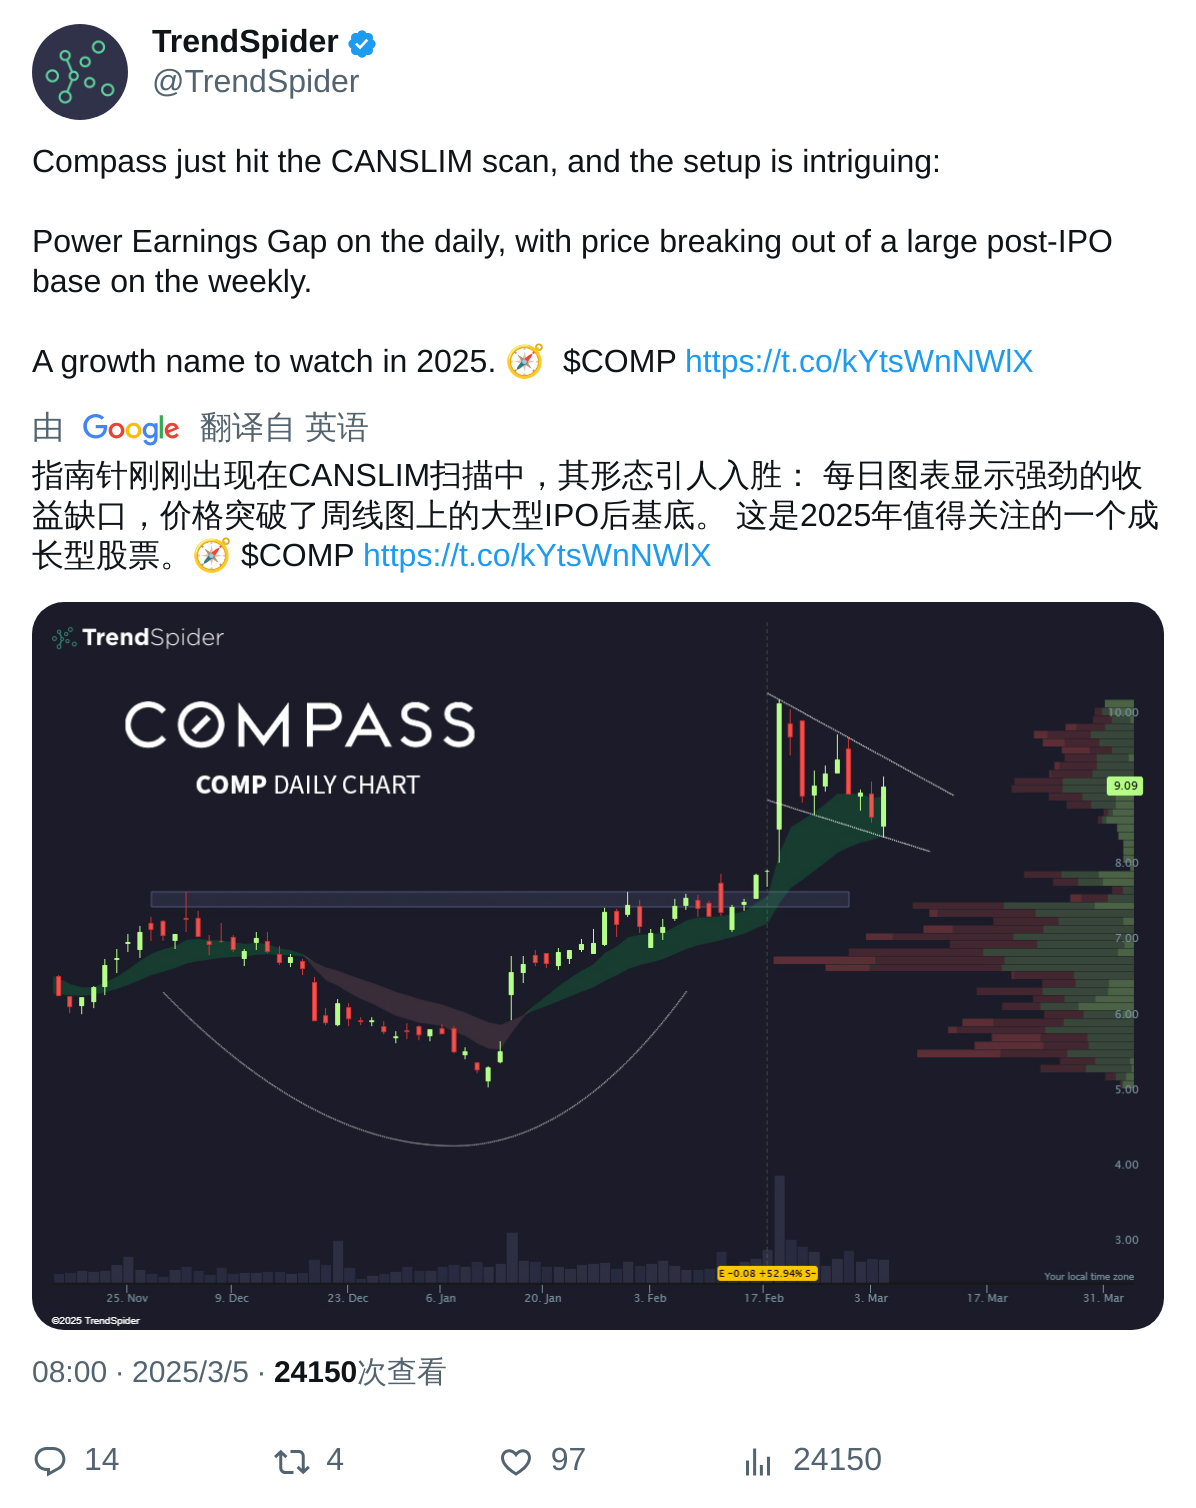 TrendSpider
@TrendSpider
Compass just hit the CANSLIM scan, and the setup is intriguing:
Power Earnings Gap on the daily, with price breaking out of a large post-IPO
base on the weekly.
A growth name to watch in 2025. 🧭 $COMP https://t.co/kYtsWnNWlX
由 Google 翻译自 英语
指南针刚刚出现在CANSLIM扫描中，其形态引人入胜： 每日图表显示强劲的收
益缺口，价格突破了周线图上的大型IPO后基底。 这是2025年值得关注的一个成
长型股票。🧭 $COMP https://t.co/kYtsWnNWlX
TrendSpider
COMPASS
COMP DAILY CHART
10.00
9.09
8.00
7.00
6.00
5.00
4.00
3.00
E -0.08 +52.94% S-
Your local time zone
25. Nov 9. Dec 23. Dec 6. Jan 20. Jan 3. Feb 17. Feb 3. Mar 17. Mar 31. Mar
©2025 TrendSpider
08:00 · 2025/3/5 · 24150次查看
14 4 97 24150